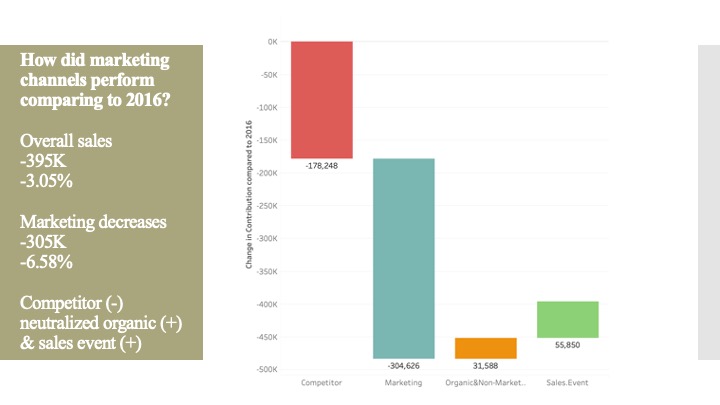 How did marketing
channels perform
comparing to 2016?
Overall sales
-395K
-3.05%
Marketing decreases
-305K
-6.58%
Competitor (-)
neutralized organic (+)
& sales event (+)
Change in Contribution compared to 2016
0K
-50K
-100K
-150K
-200K
-250K
-300K
-350K
-400K
-450K
-500K
-178,248
-304,626
31,588
55,850
Competitor
Marketing
Organic&Non-Market..
Sales.Event